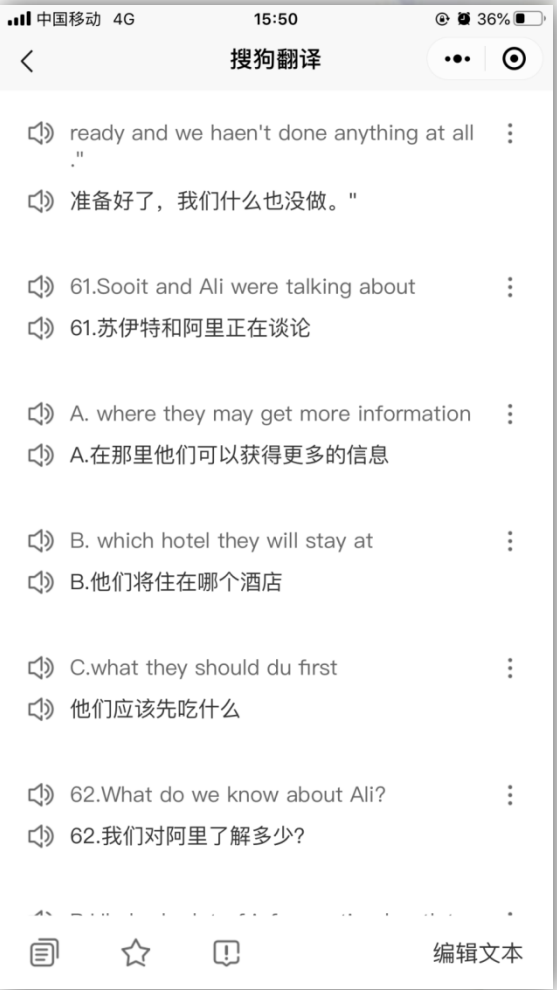 中国移动 4G 15:50 36%
搜狗翻译
ready and we haen't done anything at all
."
准备好了，我们什么也没做。"
61.Sooit and Ali were talking about
61.苏伊特和阿里正在谈论
A. where they may get more information
A.在那里他们可以获得更多的信息
B. which hotel they will stay at
B.他们将住在哪个酒店
C.what they should du first
他们应该先吃什么
62.What do we know about Ali?
62.我们对阿里了解多少?
编辑文本